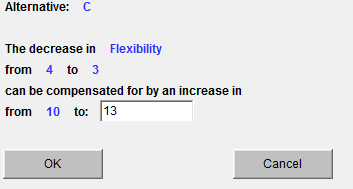 Alternative: C
The decrease in Flexibility
from 4 to 3
can be compensated for by an increase in
from 10 to: 13
OK Cancel